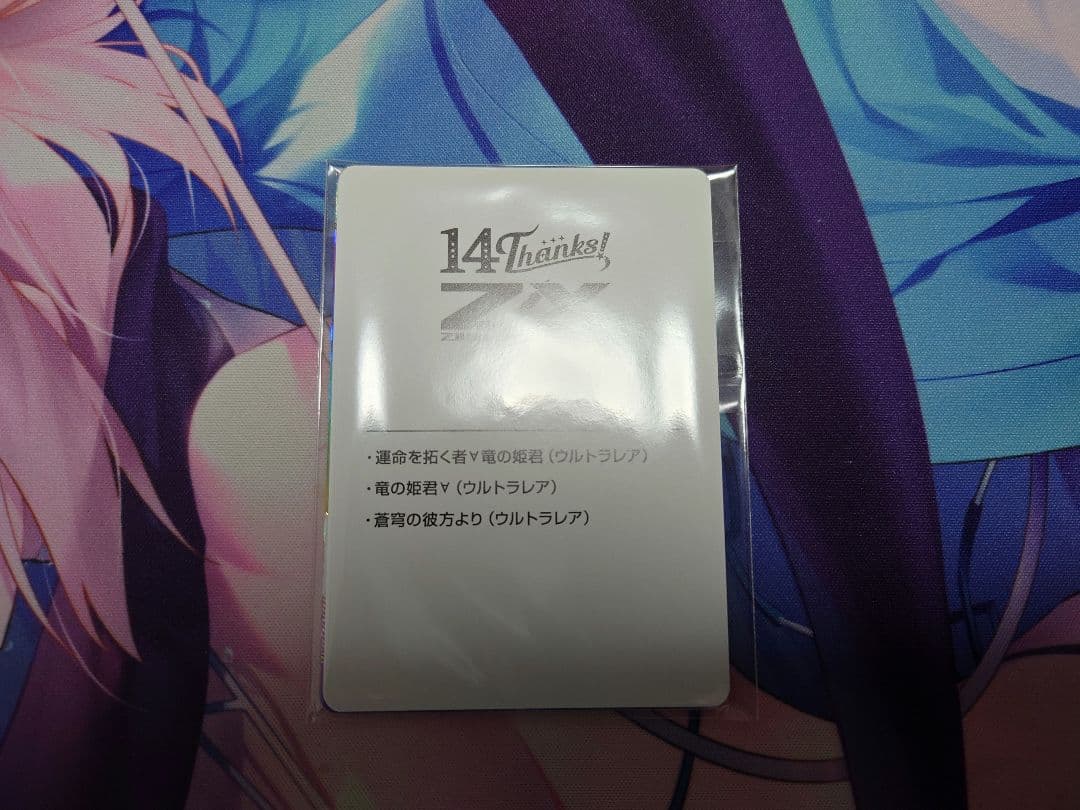 14 Thanks!
Z/X
・運命を拓く者∀竜の姫君（ウルトラレア）
・竜の姫君∀（ウルトラレア）
・蒼穹の彼方より（ウルトラレア）